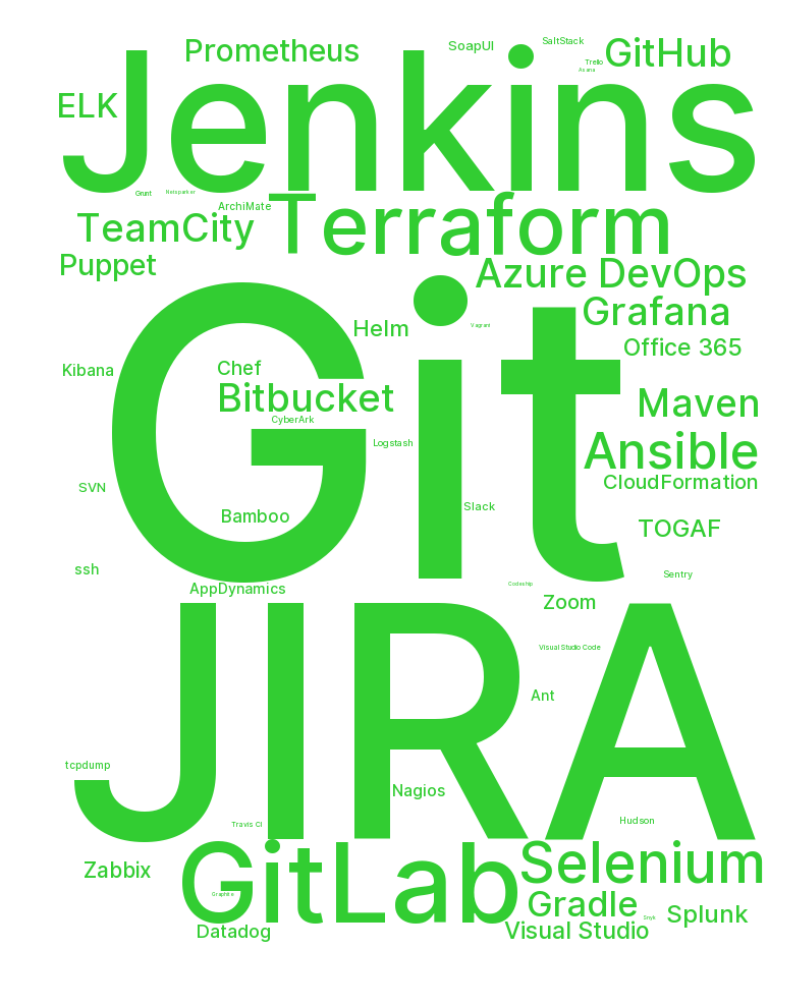 Prometheus
SoapUI
SaltStack
Trello
GitHub
Asana
Jenkins
ELK
Grunt
ArchiMate
TeamCity
Terraform
Puppet
Azure DevOps
Grafana
Helm
Vagrant
Office 365
Kibana
Chef
Bitbucket
Maven
CyberArk
Logstash
Git
Ansible
CloudFormation
SVN
Slack
Bamboo
TOGAF
ssh
Sentry
AppDynamics
Codeship
Zoom
Visual Studio Code
JIRA
Ant
tcpdump
Nagios
Travis CI
Hudson
Zabbix
GitLab
Selenium
Graphite
Gradle
Snyk
Splunk
Datadog
Visual Studio